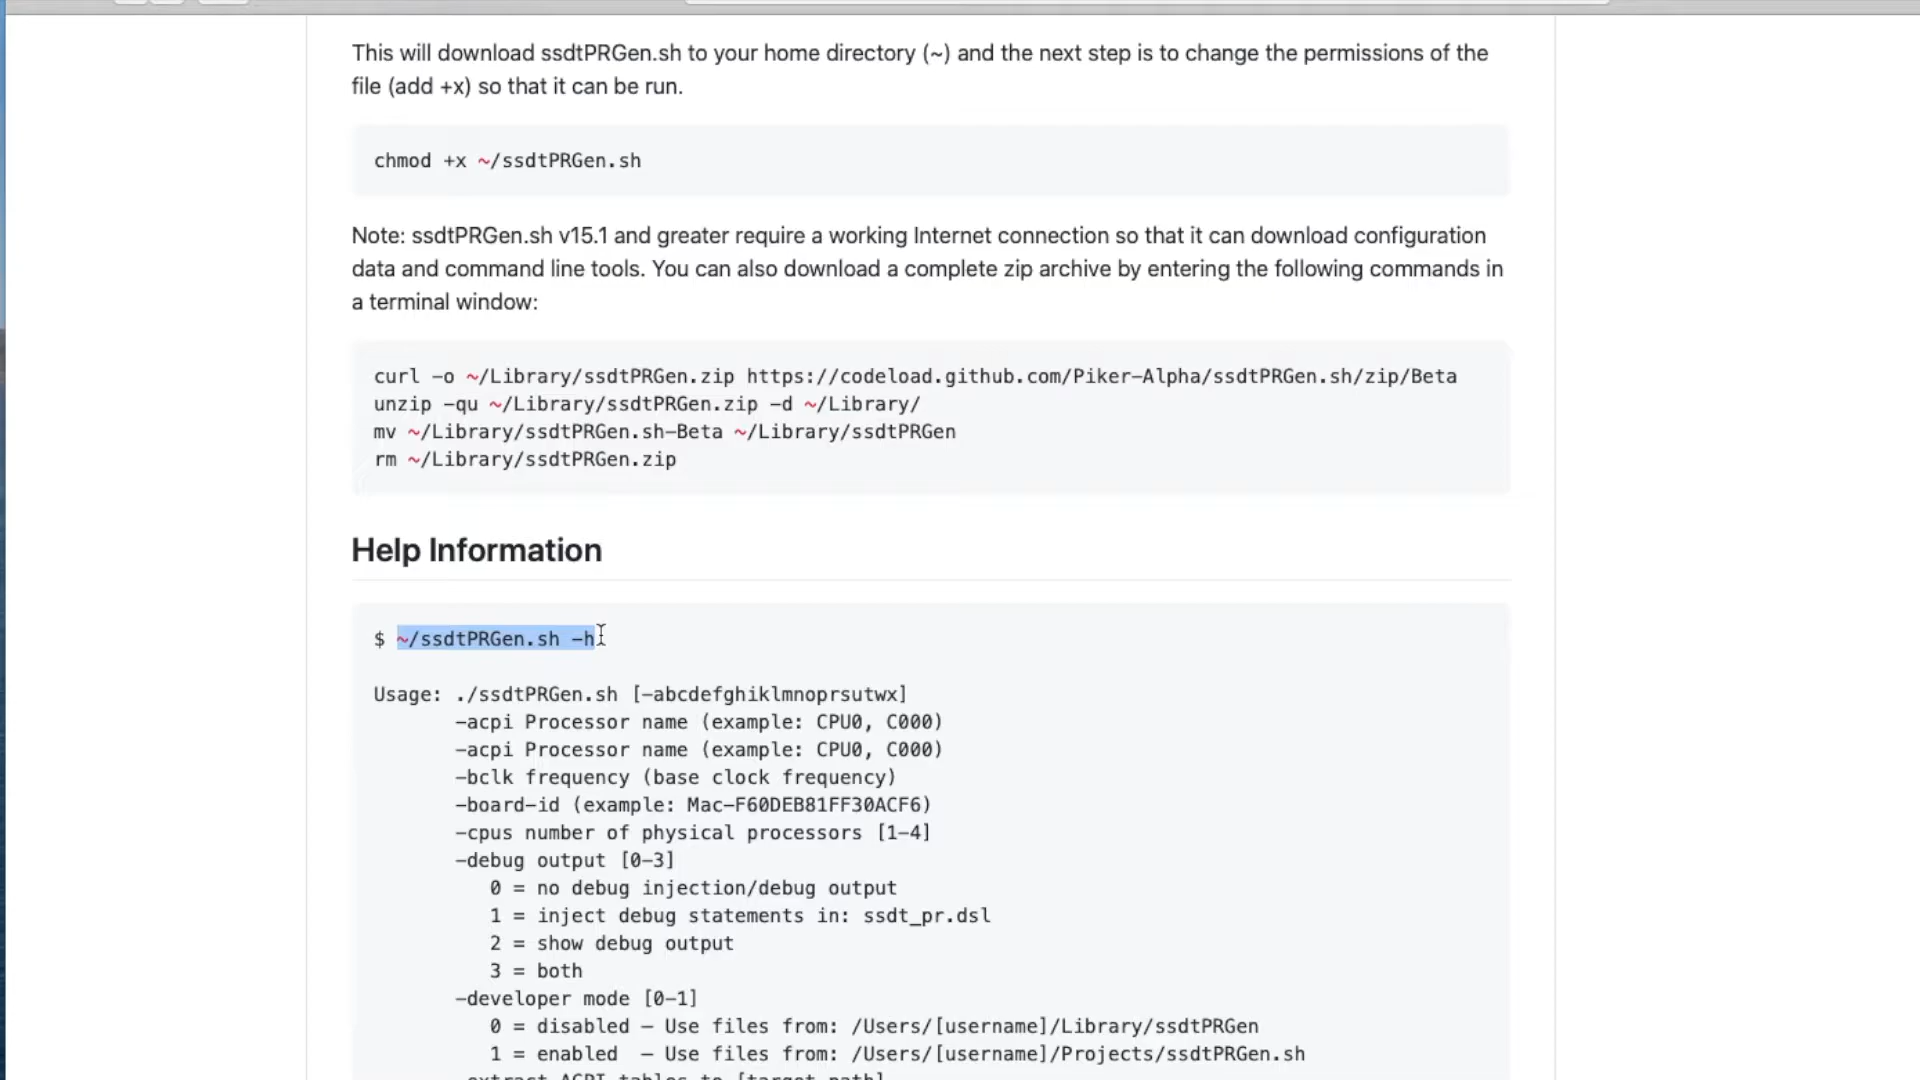 This will download ssdtPRGen.sh to your home directory (~) and the next step is to change the permissions of the
file (add +x) so that it can be run.
chmod +x ~/ssdtPRGen.sh
Note: ssdtPRGen.sh v15.1 and greater require a working Internet connection so that it can download configuration
data and command line tools. You can also download a complete zip archive by entering the following commands in
a terminal window:
curl -o ~/Library/ssdtPRGen.zip https://codeload.github.com/Piker-Alpha/ssdtPRGen.sh/zip/Beta
unzip -qu ~/Library/ssdtPRGen.zip -d ~/Library/
mv ~/Library/ssdtPRGen.sh-Beta ~/Library/ssdtPRGen
rm ~/Library/ssdtPRGen.zip
Help Information
$ ~/ssdtPRGen.sh -h
Usage: ./ssdtPRGen.sh [-abcdefghiklmnoprsutwx]
-acpi Processor name (example: CPU0, C000)
-acpi Processor name (example: CPU0, C000)
-bclk frequency (base clock frequency)
-board-id (example: Mac-F60DEB81FF30ACF6)
-cpus number of physical processors [1-4]
-debug output [0-3]
0 = no debug injection/debug output
1 = inject debug statements in: ssdt_pr.dsl
2 = show debug output
3 = both
-developer mode [0-1]
0 = disabled – Use files from: /Users/[username]/Library/ssdtPRGen
1 = enabled – Use files from: /Users/[username]/Projects/ssdtPRGen.sh
-extract ACPI tables to [target path]